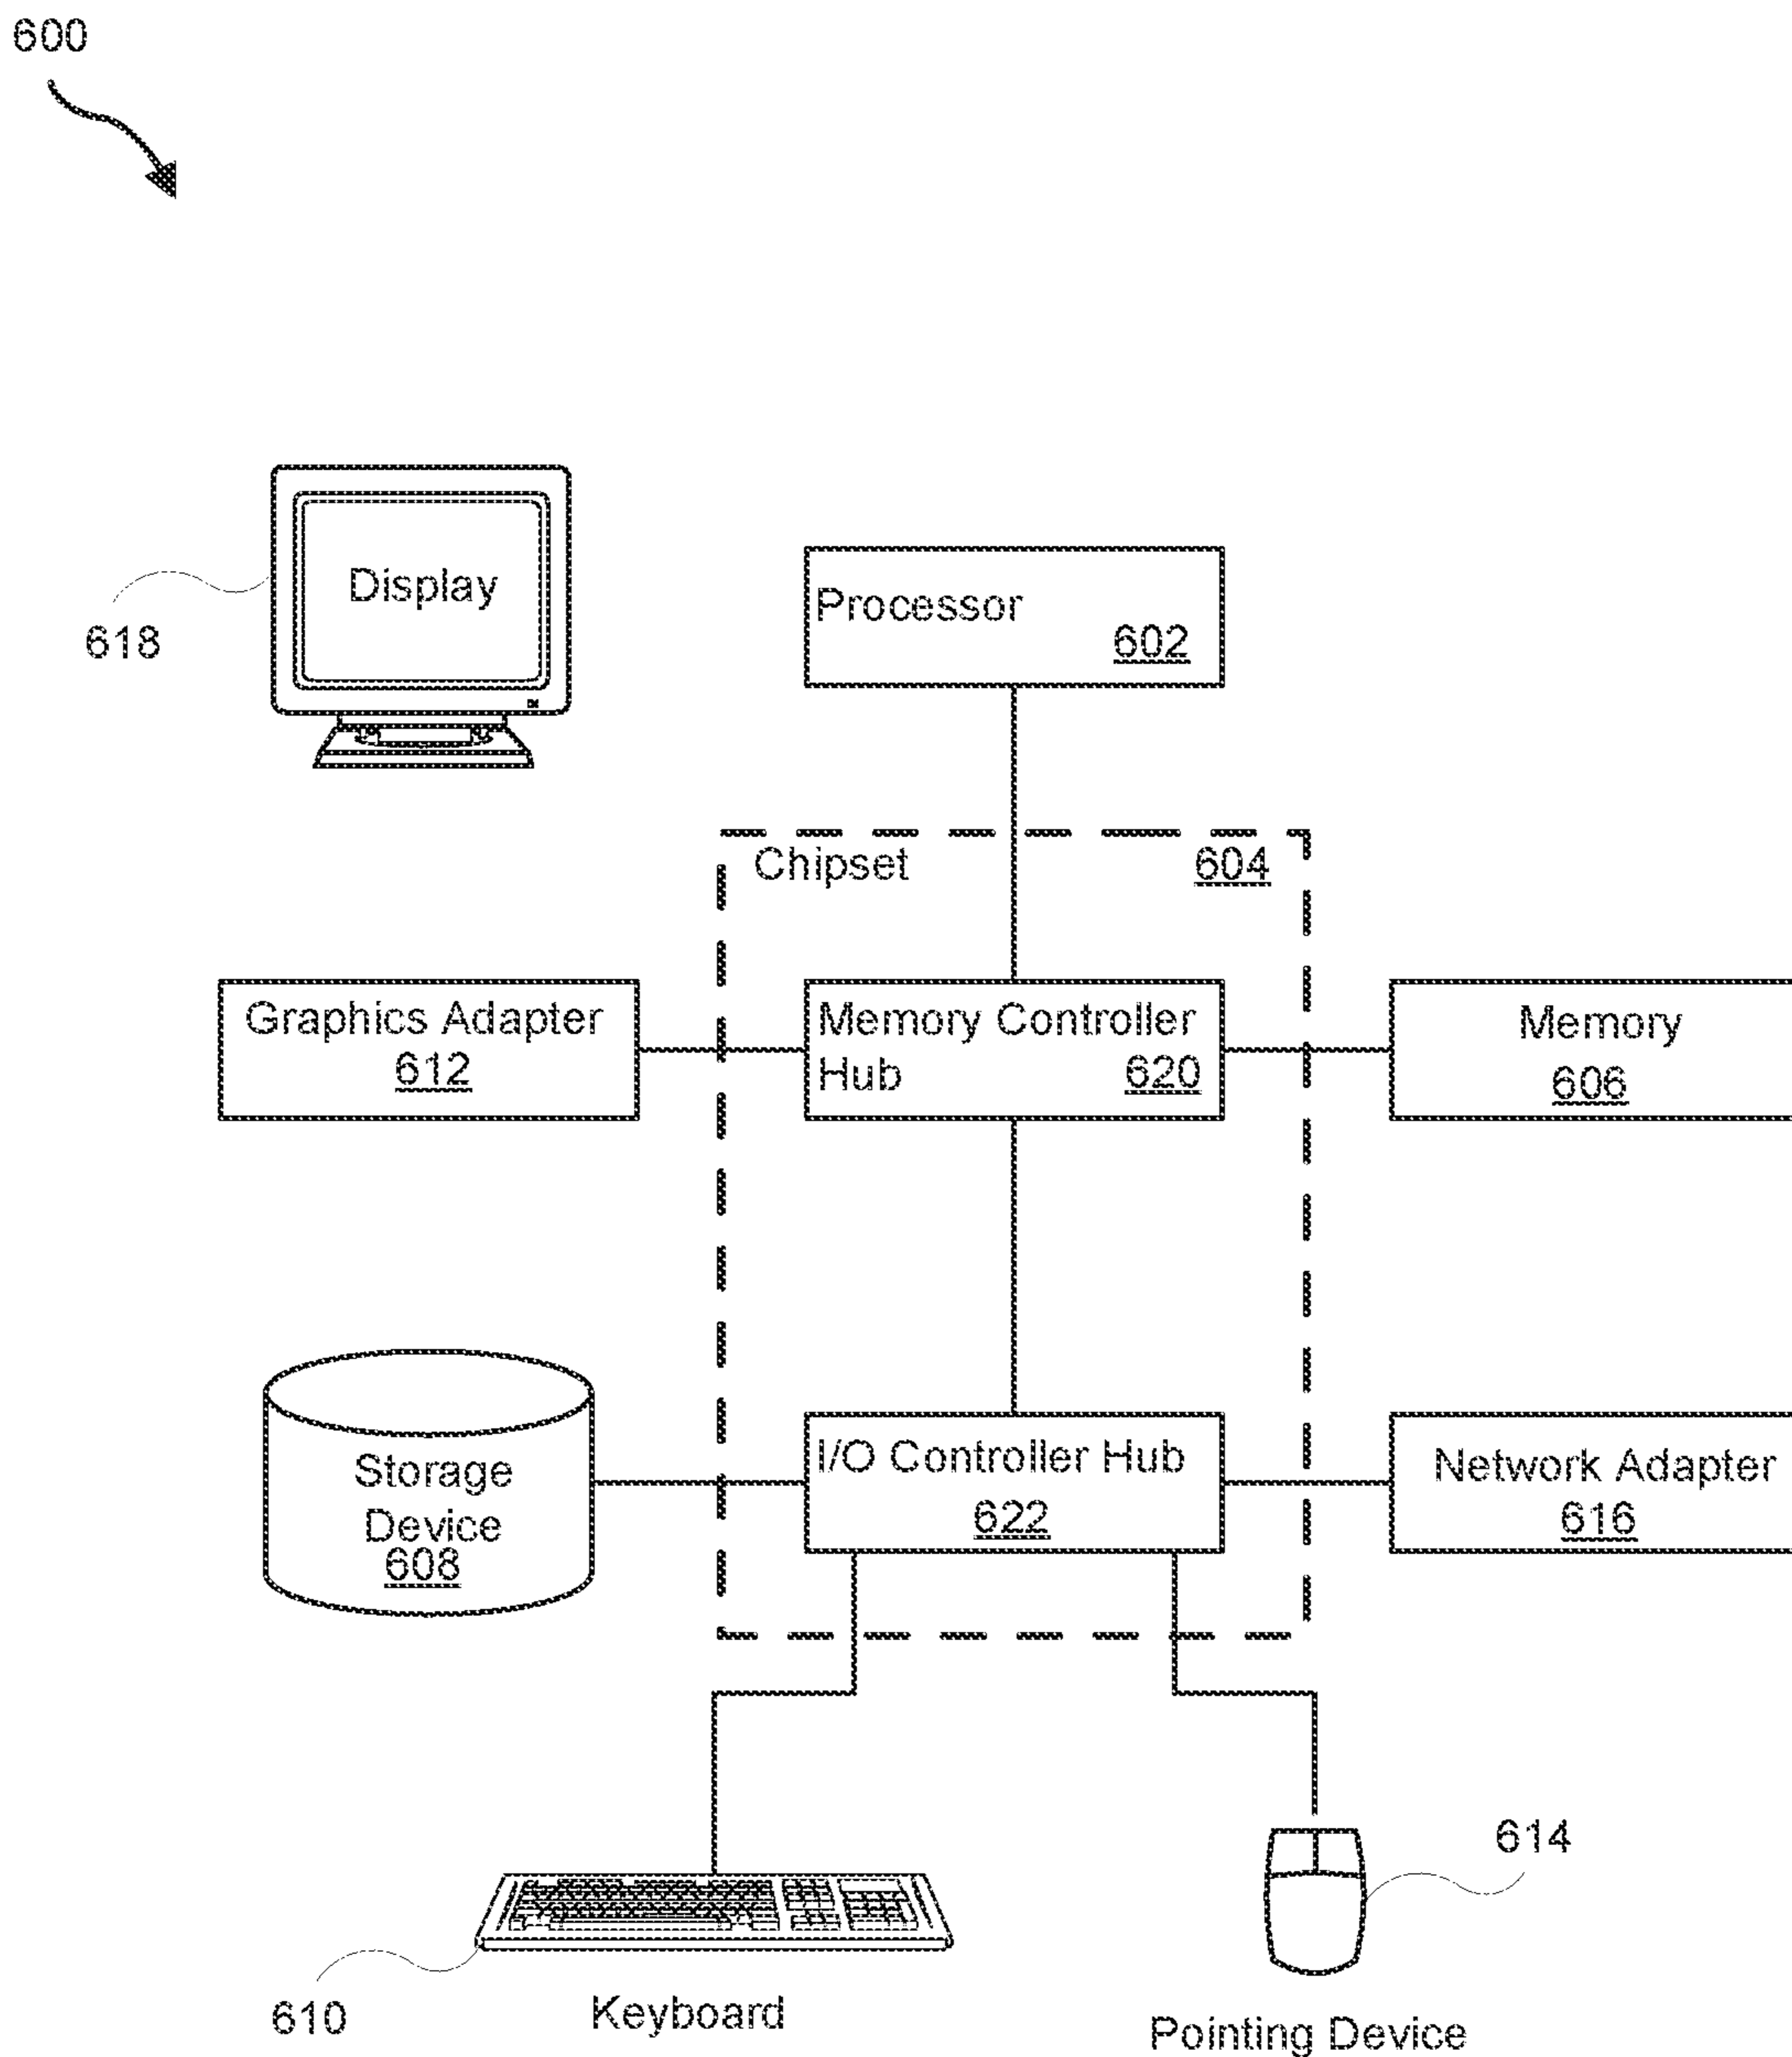 600
Display
618
Processor
602
Chipset
604
Graphics Adapter
612
Memory Controller
Hub
620
Memory
606
Storage
Device
608
I/O Controller Hub
622
Network Adapter
616
614
610
Keyboard
Pointing Device